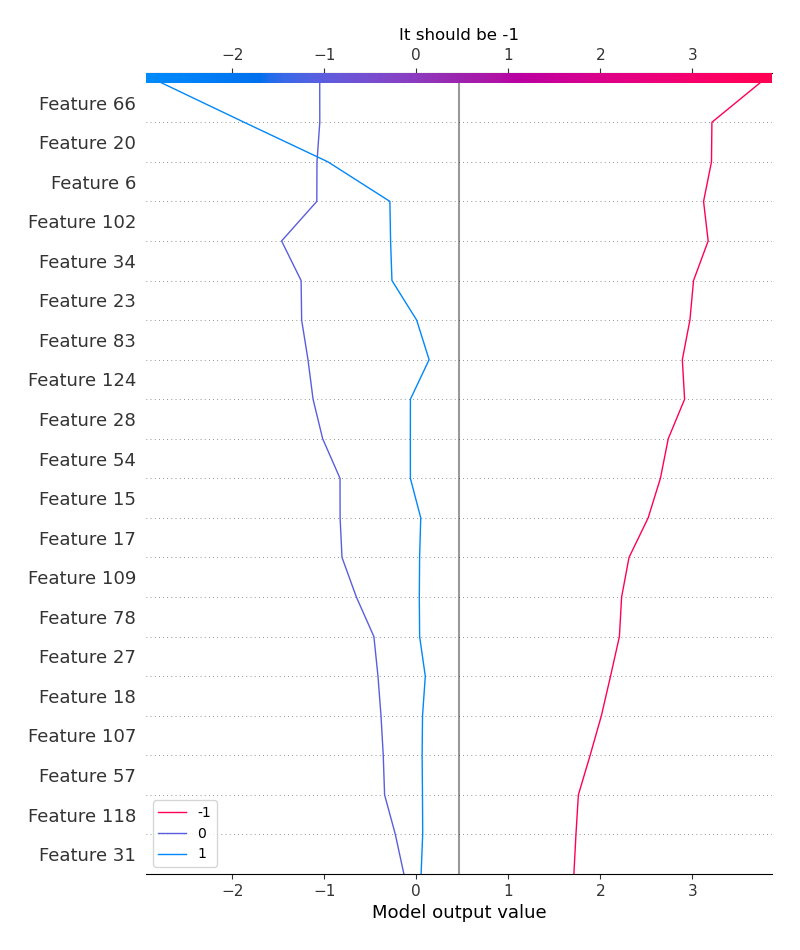 It should be -1
−2 −1 0 1 2 3
Feature 66
Feature 20
Feature 6
Feature 102
Feature 34
Feature 23
Feature 83
Feature 124
Feature 28
Feature 54
Feature 15
Feature 17
Feature 109
Feature 78
Feature 27
Feature 18
Feature 107
Feature 57
Feature 118
Feature 31
-1
0
1
−2 −1 0 1 2 3
Model output value